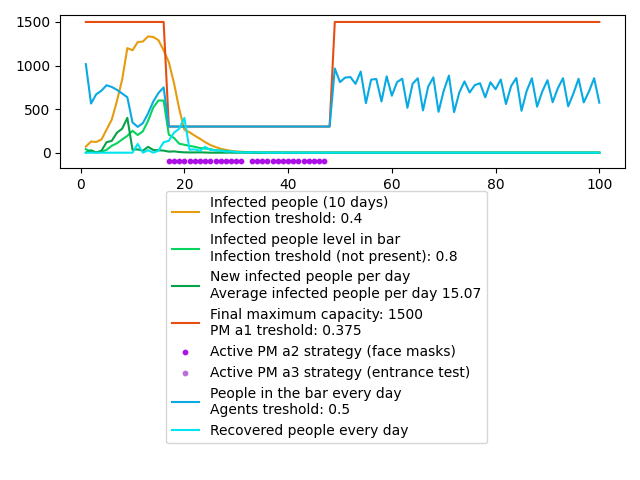 1500
1000
500
0
0 20 40 60 80 100
Infected people (10 days)
Infection treshold: 0.4
Infected people level in bar
Infection treshold (not present): 0.8
New infected people per day
Average infected people per day 15.07
Final maximum capacity: 1500
PM a1 treshold: 0.375
Active PM a2 strategy (face masks)
Active PM a3 strategy (entrance test)
People in the bar every day
Agents treshold: 0.5
Recovered people every day